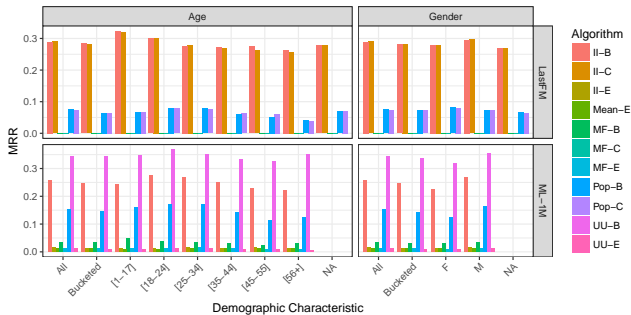 Age
Gender
MRR
0.3
0.2
0.1
0.0
LastFM
0.3
0.2
0.1
0.0
ML-1M
All
Bucketed
[1-17]
[18-24]
[25-34]
[35-44]
[45-55]
[56+]
NA
All
Bucketed
F
M
NA
Demographic Characteristic
Algorithm
II-B
II-C
II-E
Mean-E
MF-B
MF-C
MF-E
Pop-B
Pop-C
UU-B
UU-E